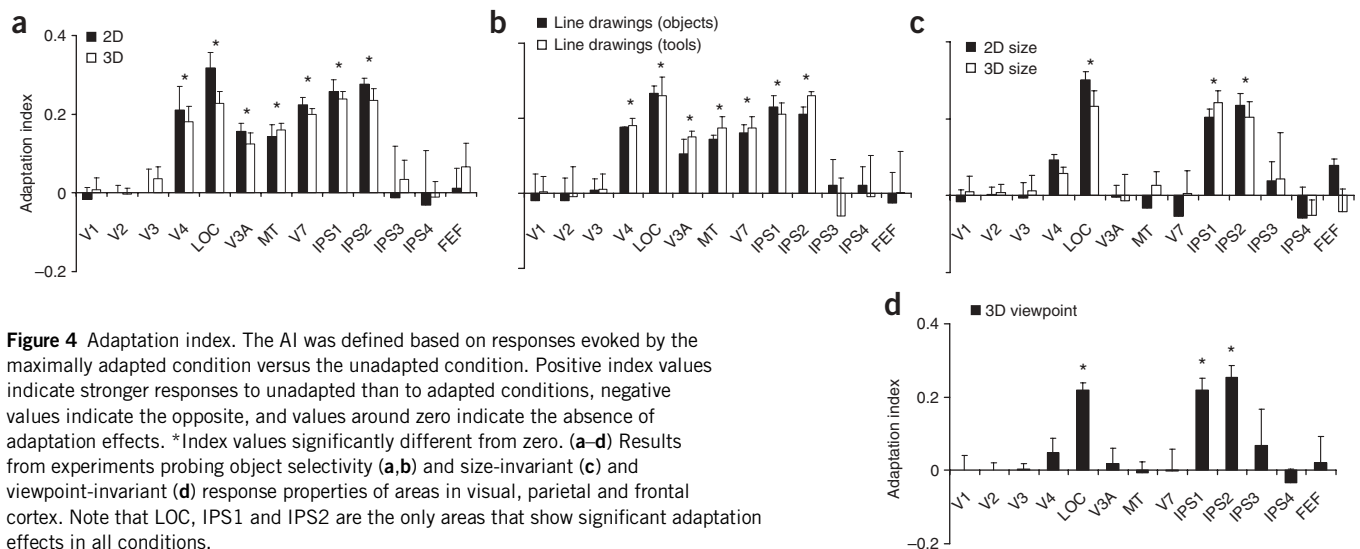 a
2D
3D
*
*
*
*
*
*
*
0.4
0.2
0
–0.2
Adaptation index
V1
V2
V3
V4
LOC
V3A
MT
V7
IPS1
IPS2
IPS3
IPS4
FEF
b
Line drawings (objects)
Line drawings (tools)
*
*
*
*
*
*
*
V1
V2
V3
V4
LOC
V3A
MT
V7
IPS1
IPS2
IPS3
IPS4
FEF
c
2D size
3D size
*
*
*
V1
V2
V3
V4
LOC
V3A
MT
V7
IPS1
IPS2
IPS3
IPS4
FEF
d
3D viewpoint
*
*
*
0.4
0.2
0
–0.2
Adaptation index
V1
V2
V3
V4
LOC
V3A
MT
V7
IPS1
IPS2
IPS3
IPS4
FEF
Figure 4 Adaptation index. The AI was defined based on responses evoked by the
maximally adapted condition versus the unadapted condition. Positive index values
indicate stronger responses to unadapted than to adapted conditions, negative
values indicate the opposite, and values around zero indicate the absence of
adaptation effects. *Index values significantly different from zero. (a–d) Results
from experiments probing object selectivity (a,b) and size-invariant (c) and
viewpoint-invariant (d) response properties of areas in visual, parietal and frontal
cortex. Note that LOC, IPS1 and IPS2 are the only areas that show significant adaptation
effects in all conditions.